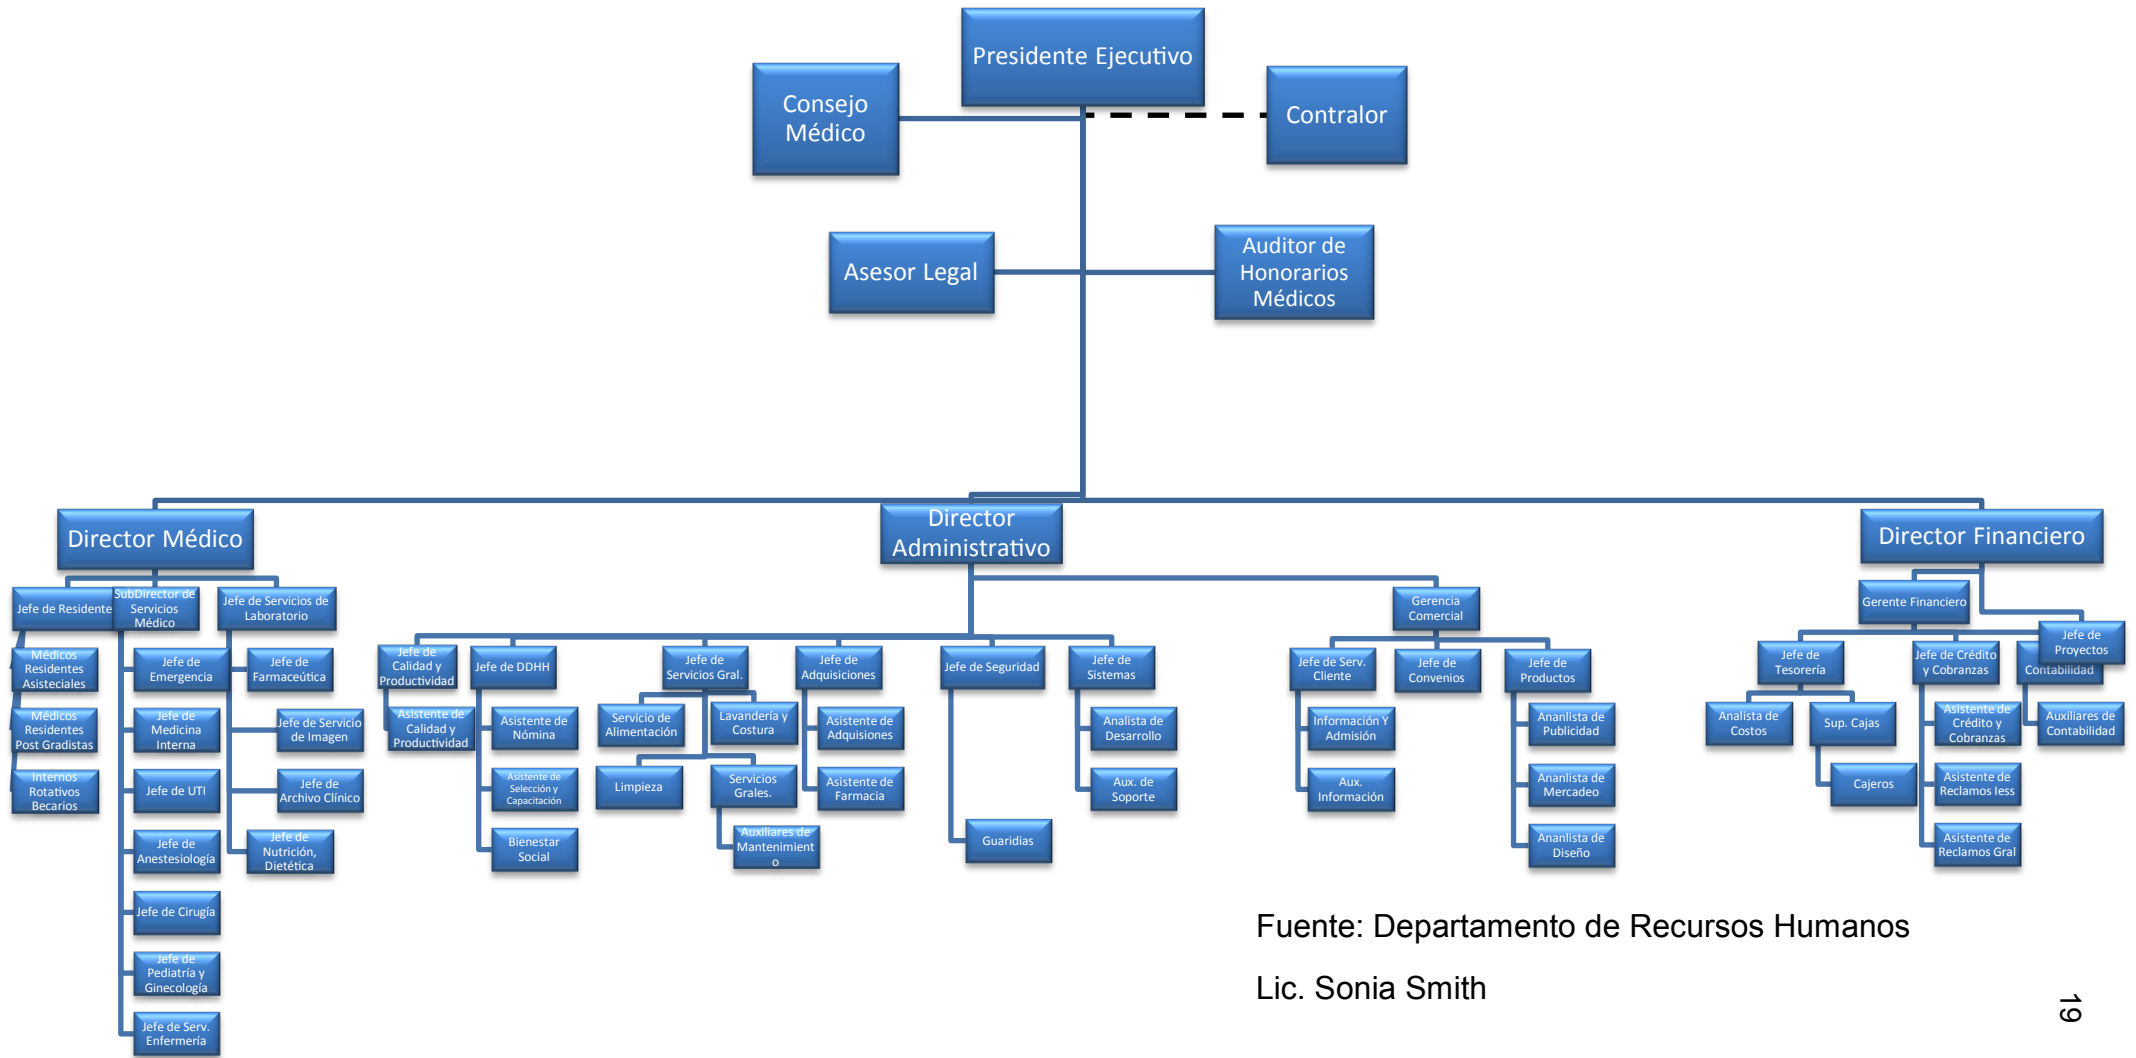 Presidente Ejecutivo
Consejo
Médico
Contralor
Asesor Legal
Auditor de
Honorarios
Médicos
Director Médico
Director
Administrativo
Director Financiero
Jefe de Residente
SubDirector de
Servicios
Médico
Jefe de Servicios de
Laboratorio
Médicos
Residentes
Asisteciales
Médicos
Residentes
Post Gradistas
Internos
Rotativos
Becarios
Jefe de
Emergencia
Jefe de
Medicina
Interna
Jefe de UTI
Jefe de
Anestesiología
Jefe de Cirugía
Jefe de
Pediatría y
Ginecología
Jefe de Serv.
Enfermería
Jefe de
Farmaceútica
Jefe de Servicio
de Imagen
Jefe de
Archivo Clínico
Jefe de
Nutrición,
Dietética
Jefe de
Calidad y
Productividad
Asistente de
Calidad y
Productividad
Jefe de DDHH
Asistente de
Nómina
Asistente de
Selección y
Capacitación
Bienestar
Social
Jefe de
Servicios Gral.
Servicio de
Alimentación
Lavandería y
Costura
Limpieza
Servicios
Grales.
Auxiliares de
Mantenimient
o
Jefe de
Adquisiciones
Asistente de
Adquisiones
Asistente de
Farmacia
Jefe de Seguridad
Guaridias
Jefe de
Sistemas
Analista de
Desarrollo
Aux. de
Soporte
Gerencia
Comercial
Jefe de Serv.
Cliente
Información Y
Admisión
Aux.
Información
Jefe de
Convenios
Jefe de
Productos
Ananlista de
Publicidad
Ananlista de
Mercadeo
Ananlista de
Diseño
Gerente Financiero
Jefe de
Tesorería
Analista de
Costos
Sup. Cajas
Cajeros
Jefe de Crédito
y Cobranzas
Asistente de
Crédito y
Cobranzas
Asistente de
Reclamos Iess
Asistente de
Reclamos Gral
Contabilidad
Auxiliares de
Contabilidad
Jefe de
Proyectos
Fuente: Departamento de Recursos Humanos
Lic. Sonia Smith
19